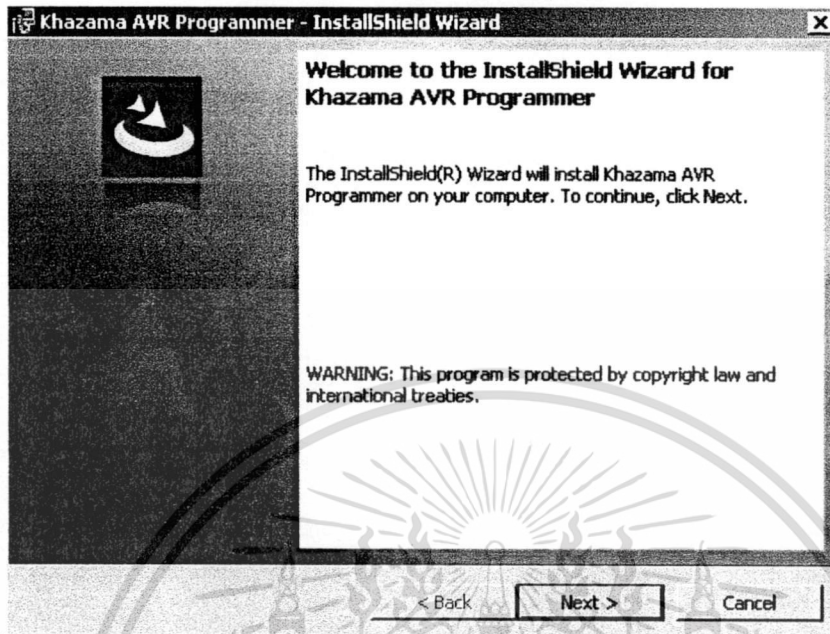 Khazama AVR Programmer - InstallShield Wizard
Welcome to the InstallShield Wizard for
Khazama AVR Programmer
The InstallShield(R) Wizard will install Khazama AVR
Programmer on your computer. To continue, click Next.
WARNING: This program is protected by copyright law and
international treaties.
< Back Next > Cancel